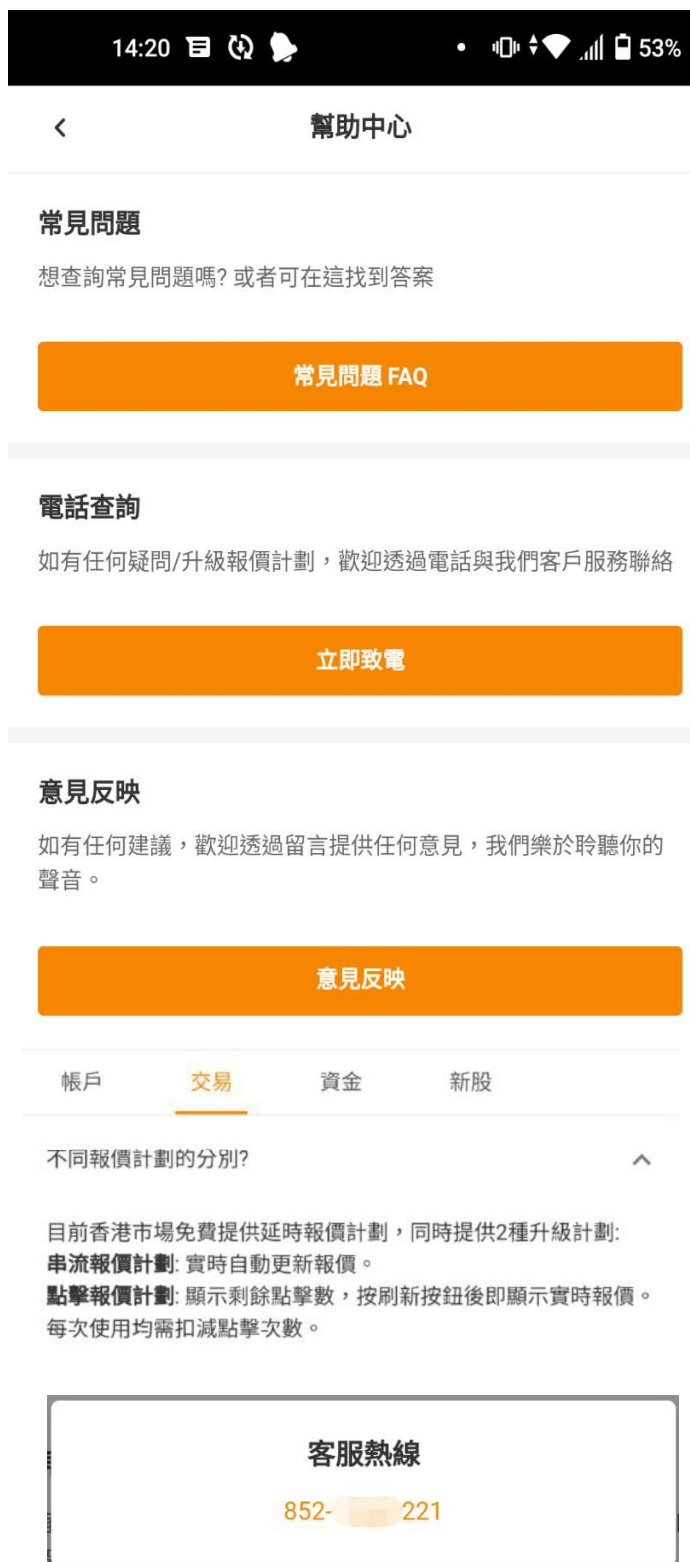 14:20
53%
幫助中心
常見問題
想查詢常見問題嗎? 或者可在這找到答案
常見問題 FAQ
電話查詢
如有任何疑問/升級報價計劃，歡迎透過電話與我們客戶服務聯絡
立即致電
意見反映
如有任何建議，歡迎透過留言提供任何意見，我們樂於聆聽你的
聲音。
意見反映
帳戶 交易 資金 新股
不同報價計劃的分別?
目前香港市場免費提供延時報價計劃，同時提供2種升級計劃:
串流報價計劃: 實時自動更新報價。
點擊報價計劃: 顯示剩餘點擊數，按刷新按鈕後即顯示實時報價。
每次使用均需扣減點擊次數。
客服熱線
852- 221